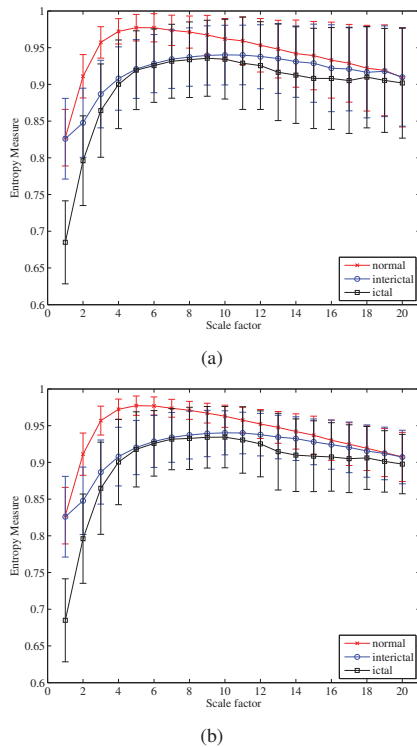 1
0.95
0.9
0.85
0.8
0.75
0.7
0.65
0.6
Entropy Measure
0 2 4 6 8 10 12 14 16 18 20
Scale factor
normal
interictal
ictal
(a)
1
0.95
0.9
0.85
0.8
0.75
0.7
0.65
0.6
Entropy Measure
0 2 4 6 8 10 12 14 16 18 20
Scale factor
normal
interictal
ictal
(b)